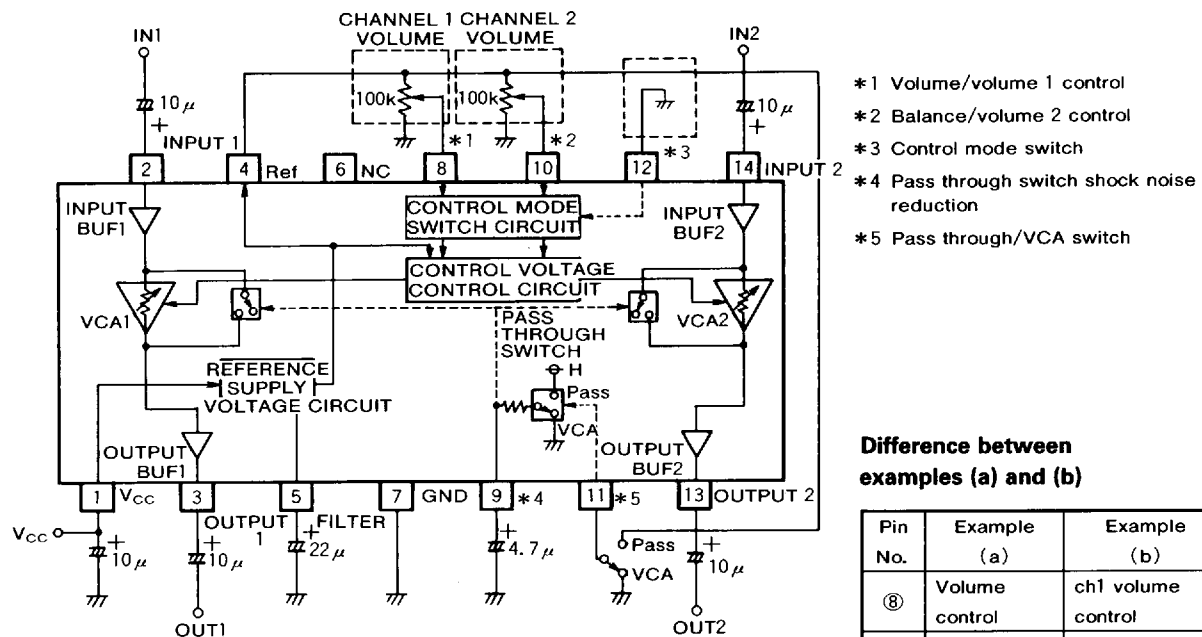 CHANNEL 1 VOLUME
CHANNEL 2 VOLUME
IN1
IN2
10μ
+
100k
100k
10μ
+
INPUT 1
*1
*2
*3
2
4
Ref
6
NC
8
10
12
14
INPUT 2
INPUT BUF1
CONTROL MODE SWITCH CIRCUIT
INPUT BUF2
CONTROL VOLTAGE CONTROL CIRCUIT
VCA1
VCA2
PASS THROUGH SWITCH
H
Pass
VCA
REFERENCE SUPPLY VOLTAGE CIRCUIT
OUTPUT BUF1
OUTPUT BUF2
1
Vcc
3
5
7
GND
9
*4
11
*5
13
OUTPUT 2
OUTPUT 1
FILTER
Vcc
+
10μ
+
10μ
+
22μ
+
4.7μ
Pass
VCA
+
10μ
OUT1
OUT2
*1 Volume/volume 1 control
*2 Balance/volume 2 control
*3 Control mode switch
*4 Pass through switch shock noise
reduction
*5 Pass through/VCA switch
Difference between
examples (a) and (b)
Pin No.
Example (a)
Example (b)
⑧
Volume control
ch1 volume control